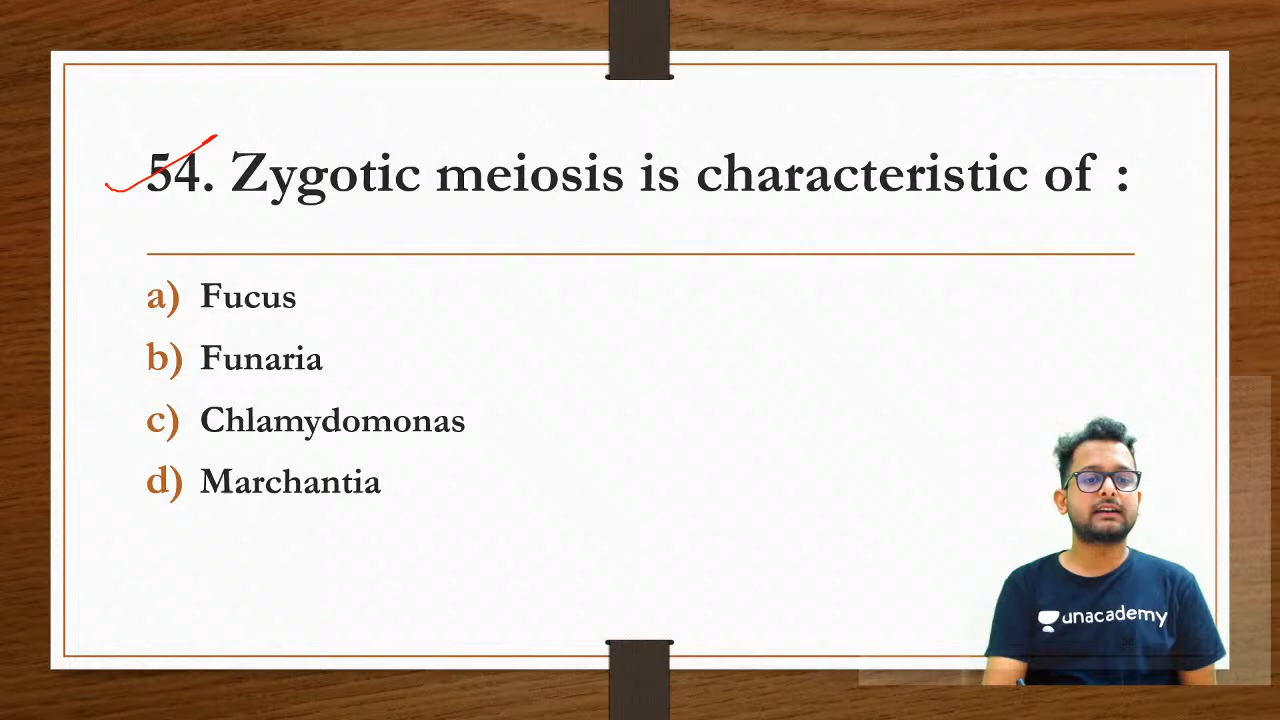 54. Zygotic meiosis is characteristic of :
a) Fucus
b) Funaria
c) Chlamydomonas
d) Marchantia
unacademy